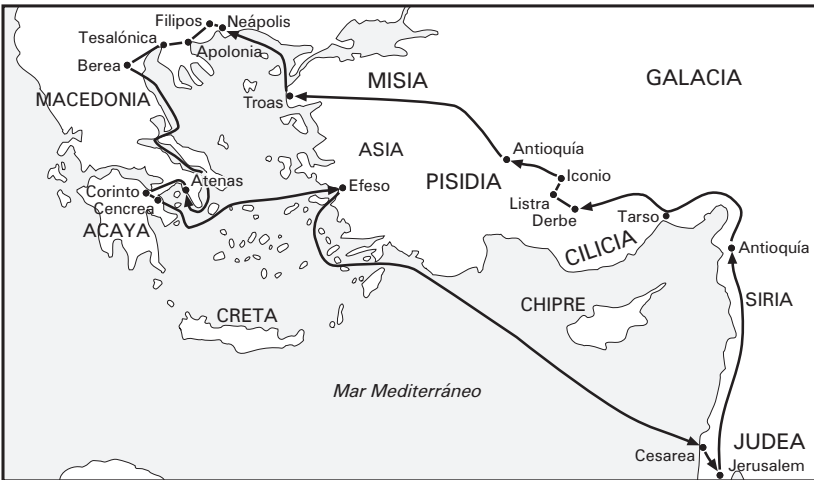 Filipos
Neápolis
Tesalónica
Apolonia
Berea
MISIA
GALACIA
MACEDONIA
Troas
ASIA
Antioquía
PISIDIA
Iconio
Atenas
Efeso
Corinto
Listra
Cencrea
Derbe
Tarso
ACAYA
CILICIA
Antioquía
CHIPRE
SIRIA
CRETA
Mar Mediterráneo
JUDEA
Cesarea
Jerusalem